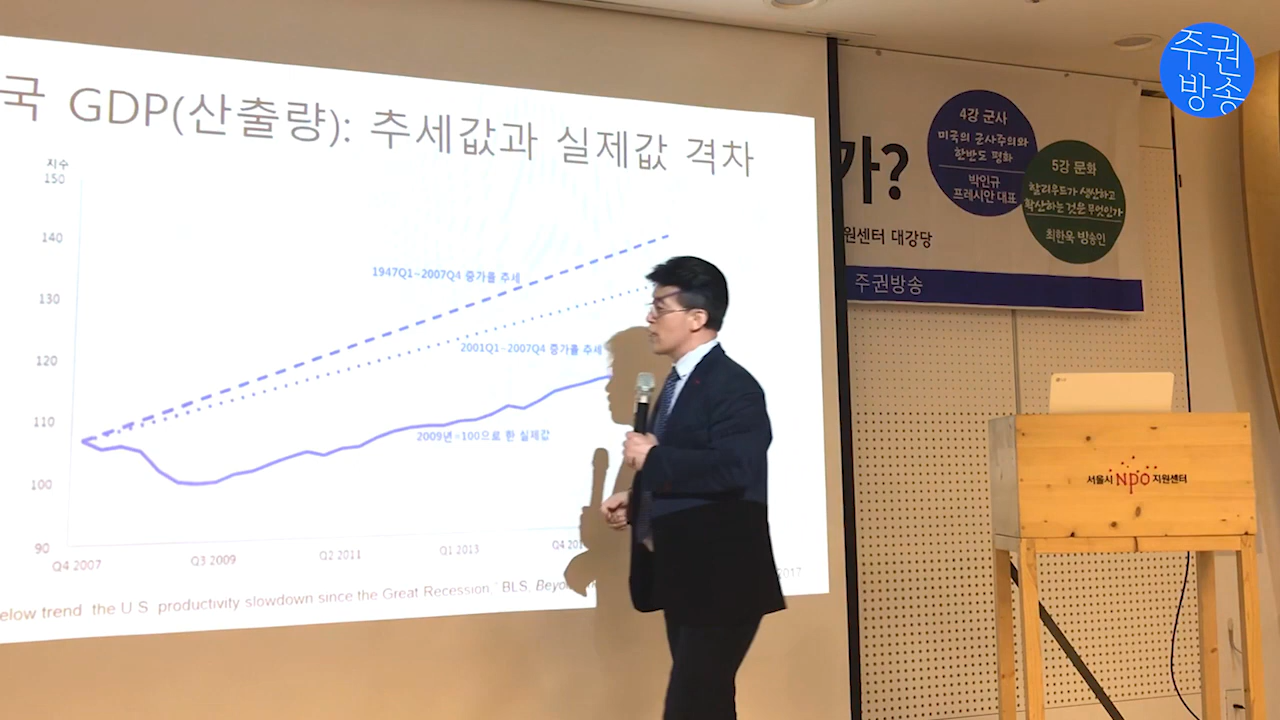 국 GDP(산출량): 추세값과 실제값 격차
지수
150
140
130
120
110
100
90
1947Q1~2007Q4 증가율 추세
2001Q1~2007Q4 증가율 추세
2009년=100으로 한 실제값
Q4 2007
Q3 2009
Q2 2011
Q1 2013
Q4
elow trend the U S productivity slowdown since the Great Recession,' BLS,
2017
가?
원센터 대강당
주권방송
4강 군사
미국의 군사주의와
한반도 평화
박인규
프레시안 대표
5강 문화
할리우드가 생산하고
확산하는 것은 무엇인가
최한욱 방송인
주권
방송
서울시 npo 지원센터